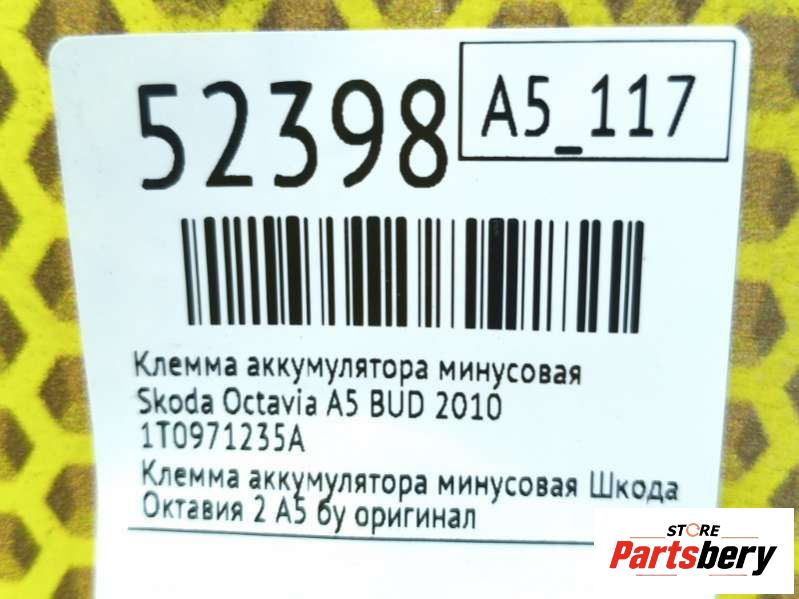 52398
A5_117
Клемма аккумулятора минусовая
Skoda Octavia A5 BUD 2010
1T0971235A
Клемма аккумулятора минусовая Шкода
Октавия 2 А5 бу оригинал
STORE
Partsbery